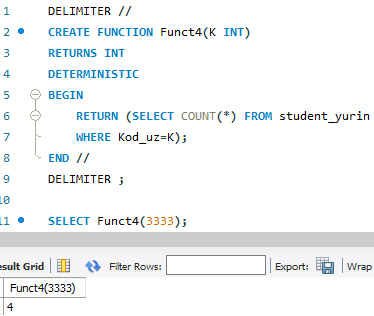 1 DELIMITER //
2 CREATE FUNCTION Funct4(K INT)
3 RETURNS INT
4 DETERMINISTIC
5 BEGIN
6 RETURN (SELECT COUNT(*) FROM student_yurin
7 WHERE Kod_uz=K);
8 END //
9 DELIMITER ;
10
11 SELECT Funct4(3333);
esult Grid Filter Rows: Export: Wrap
Funct4(3333)
4